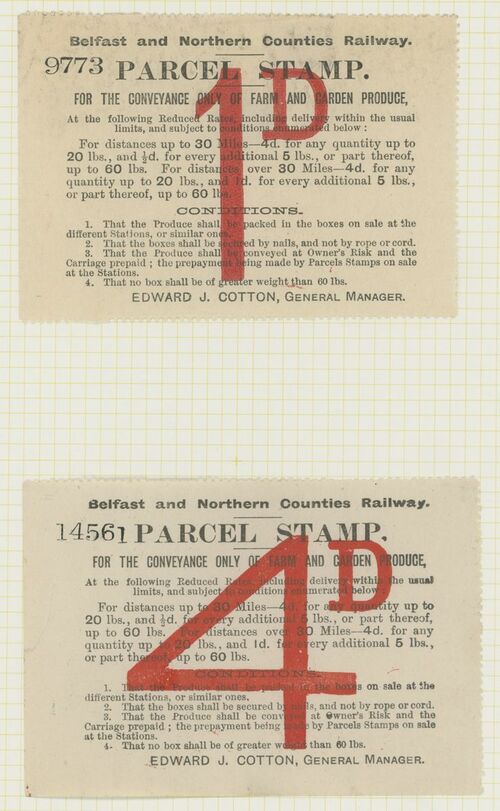 Belfast and Northern Counties Railway.
9773 PARCEL STAMP.
1D
FOR THE CONVEYANCE ONLY OF FARM AND GARDEN PRODUCE,
At the following Reduced Rates, including delivery within the usual
limits, and subject to conditions enumerated below :
For distances up to 30 Miles—4d. for any quantity up to
20 lbs., and ½d. for every additional 5 lbs., or part thereof,
up to 60 lbs. For distances over 30 Miles—4d. for any
quantity up to 20 lbs., and 1d. for every additional 5 lbs.,
or part thereof, up to 60 lbs.
CONDITIONS.
1. That the Produce shall be packed in the boxes on sale at the
different Stations, or similar ones.
2. That the boxes shall be secured by nails, and not by rope or cord.
3. That the Produce shall be conveyed at Owner's Risk and the
Carriage prepaid ; the prepayment being made by Parcels Stamps on sale
at the Stations.
4. That no box shall be of greater weight than 60 lbs.
EDWARD J. COTTON, GENERAL MANAGER.
Belfast and Northern Counties Railway.
14561 PARCEL STAMP.
4D
FOR THE CONVEYANCE ONLY OF FARM AND GARDEN PRODUCE,
At the following Reduced Rates, including delivery within the usual
limits, and subject to conditions enumerated below :
For distances up to 30 Miles—4d. for any quantity up to
20 lbs., and ½d. for every additional 5 lbs., or part thereof,
up to 60 lbs. For distances over 30 Miles—4d. for any
quantity up to 20 lbs., and 1d. for every additional 5 lbs.,
or part thereof, up to 60 lbs.
CONDITIONS.
1. That the Produce shall be packed in the boxes on sale at the
different Stations, or similar ones.
2. That the boxes shall be secured by nails, and not by rope or cord.
3. That the Produce shall be conveyed at Owner's Risk and the
Carriage prepaid ; the prepayment being made by Parcels Stamps on sale
at the Stations.
4. That no box shall be of greater weight than 60 lbs.
EDWARD J. COTTON, GENERAL MANAGER.